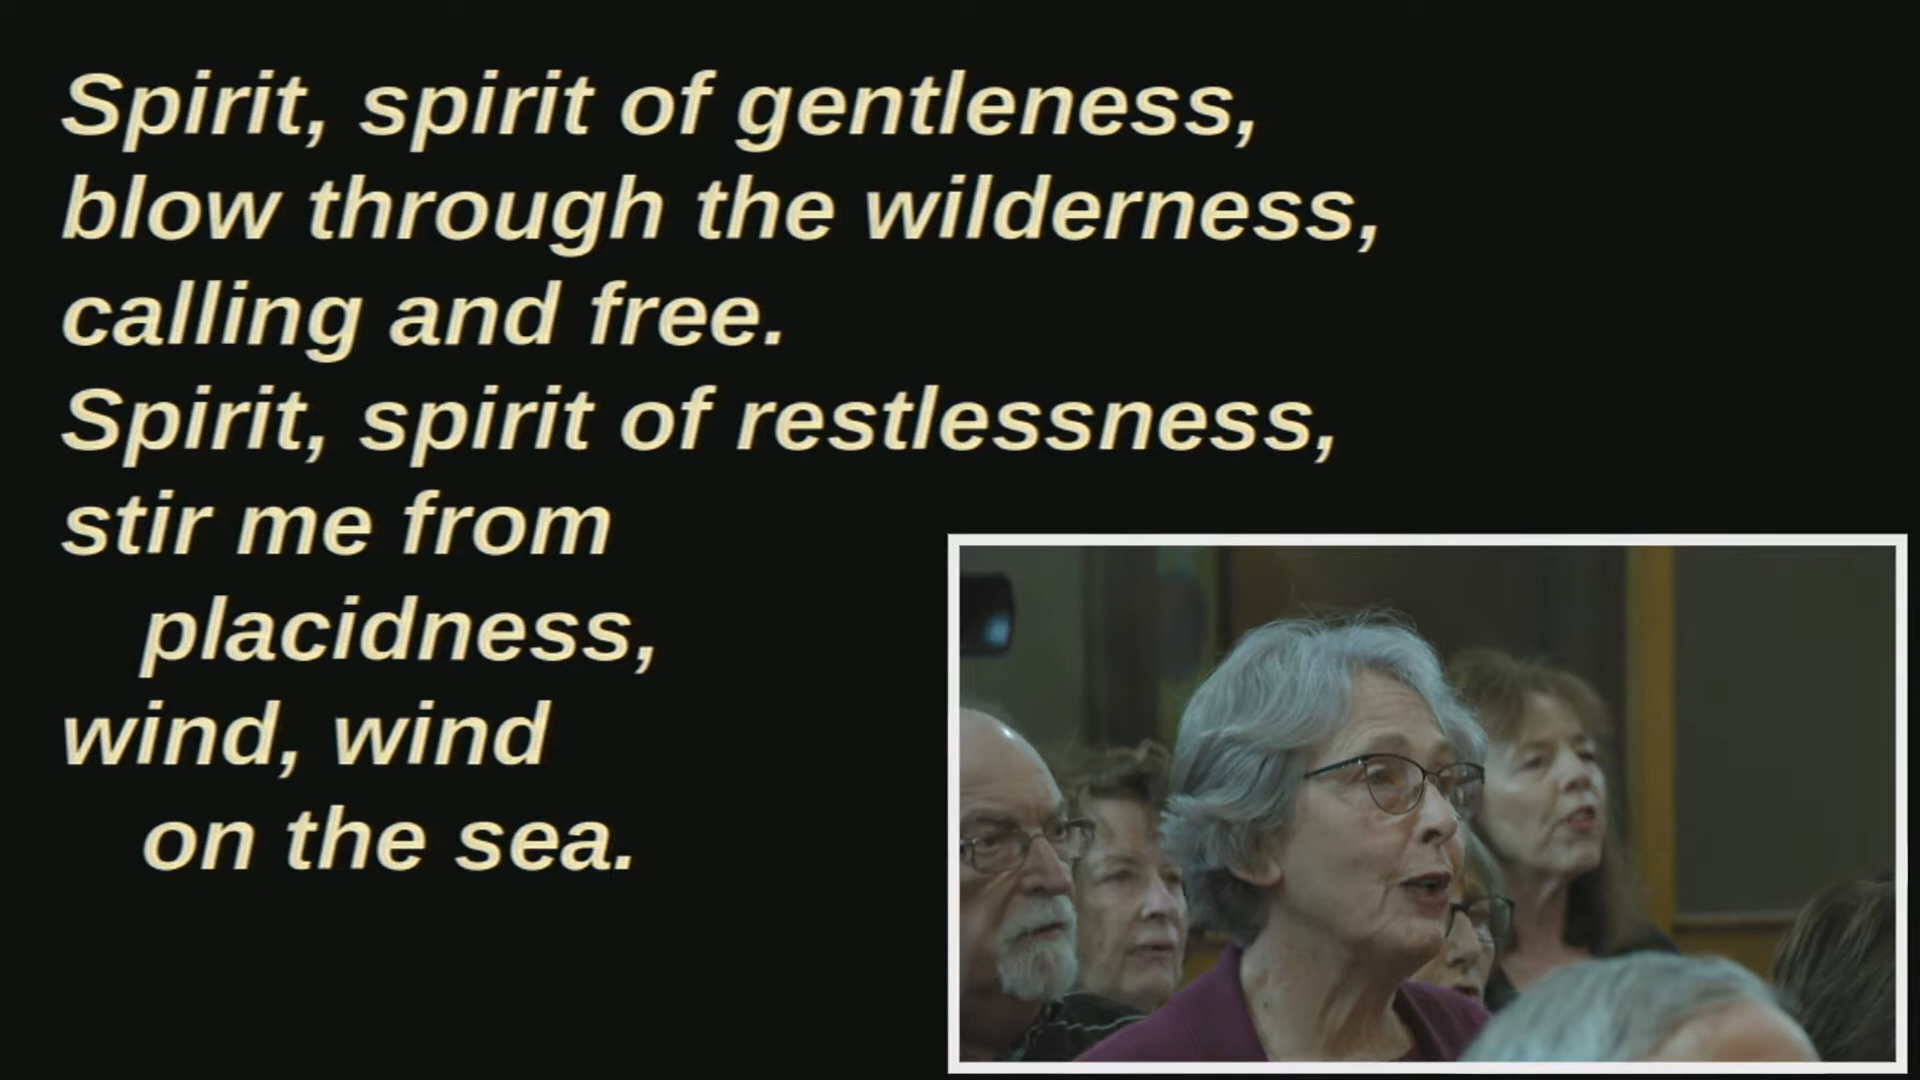 Spirit, spirit of gentleness,
blow through the wilderness,
calling and free.
Spirit, spirit of restlessness,
stir me from
placidness,
wind, wind
on the sea.